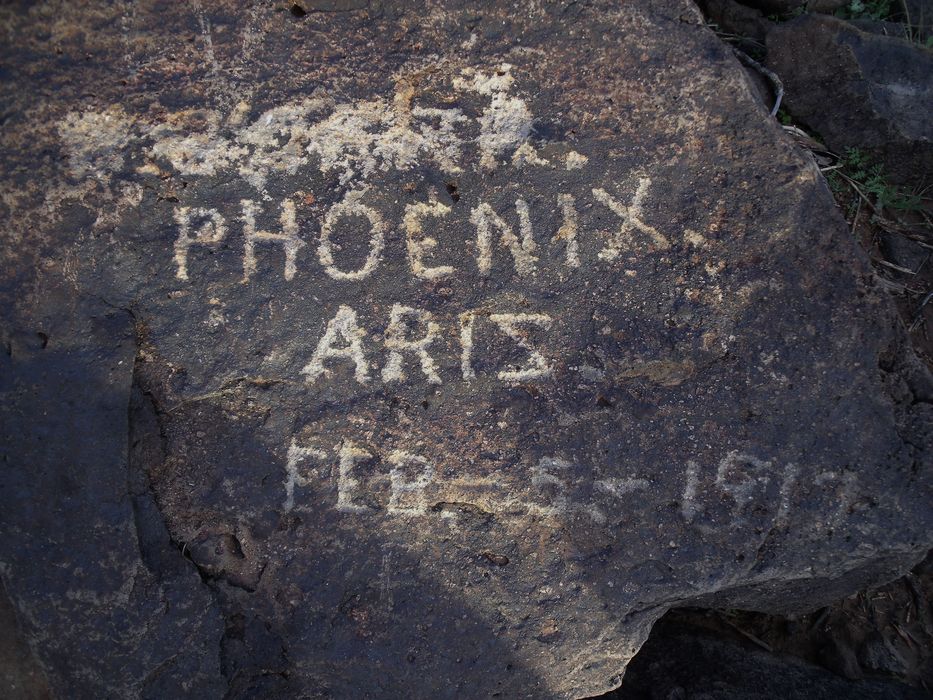 PHOENIX.
ARIZ
FEB.-5-1917